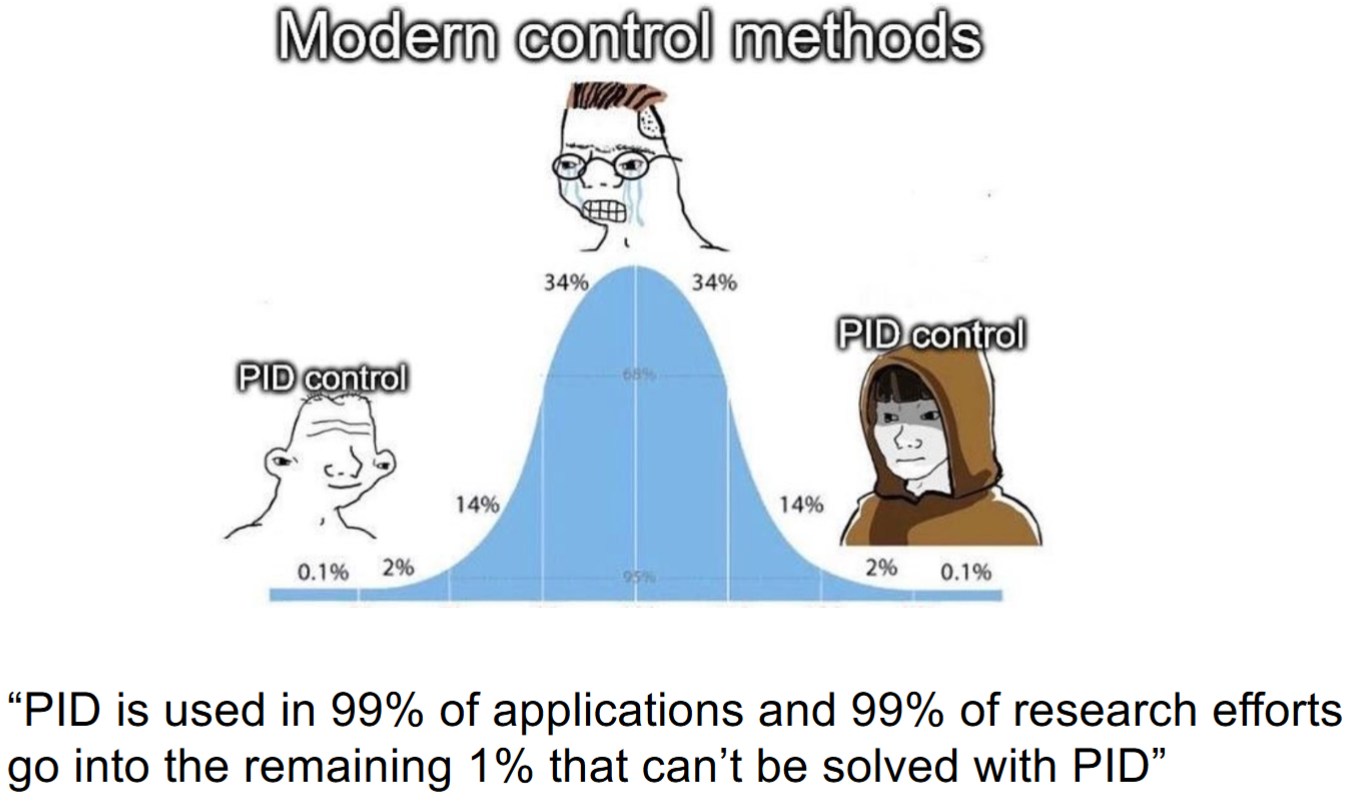 Modern control methods
34% 34%
PID control
68%
PID control
14% 14%
0.1% 2% 95% 2% 0.1%
“PID is used in 99% of applications and 99% of research efforts
go into the remaining 1% that can’t be solved with PID”